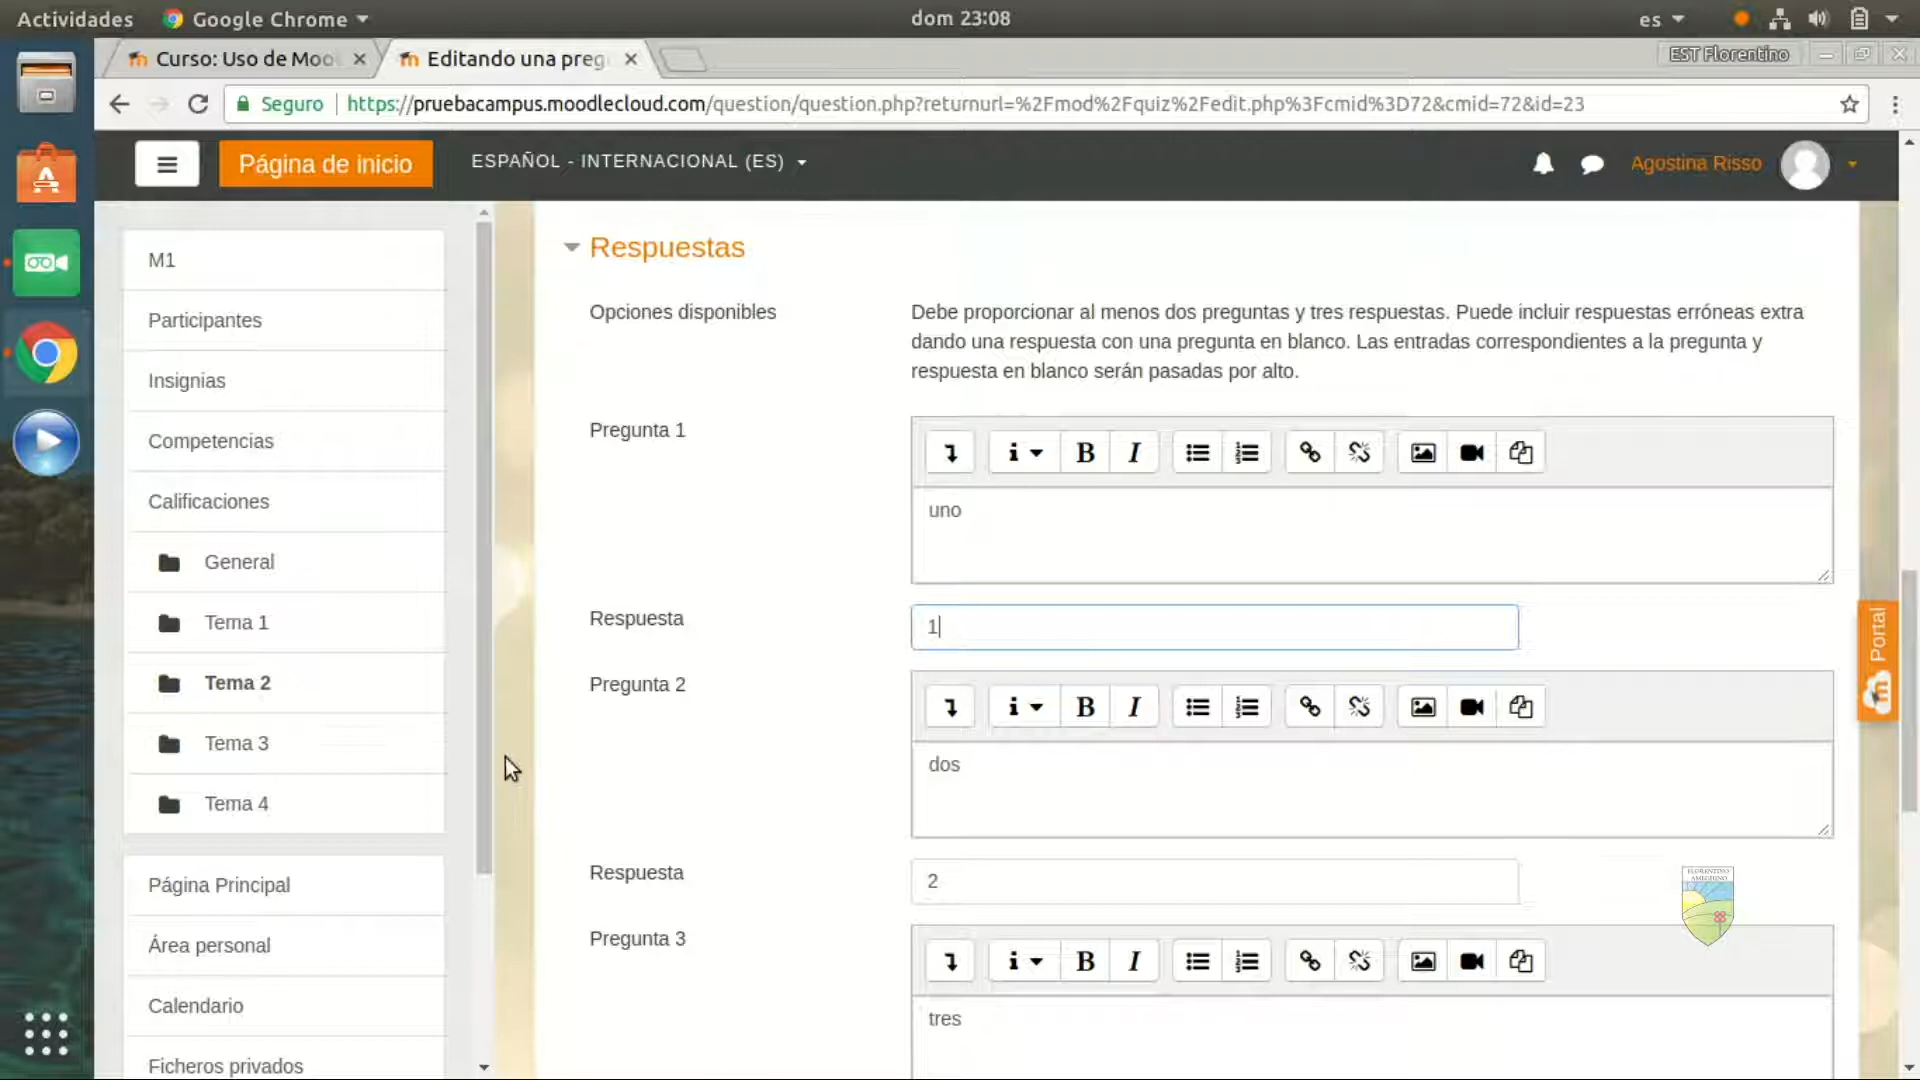 Actividades
Google Chrome
dom 23:08
es
Curso: Uso de Moo
Editando una preg
EST Florentino
Seguro
https://pruebacampus.moodlecloud.com/question/question.php?returnurl=%2Fmod%2Fquiz%2Fedit.php%3Fcmid%3D72&cmid=72&id=23
Página de inicio
ESPAÑOL - INTERNACIONAL (ES)
Agostina Risso
M1
Participantes
Insignias
Competencias
Calificaciones
General
Tema 1
Tema 2
Tema 3
Tema 4
Página Principal
Área personal
Calendario
Ficheros privados
Respuestas
Opciones disponibles
Debe proporcionar al menos dos preguntas y tres respuestas. Puede incluir respuestas erróneas extra
dando una respuesta con una pregunta en blanco. Las entradas correspondientes a la pregunta y
respuesta en blanco serán pasadas por alto.
Pregunta 1
B I
uno
Respuesta
1
Pregunta 2
B I
dos
Respuesta
2
Pregunta 3
B I
tres
Portal
FLORENTINO
AMEGHINO